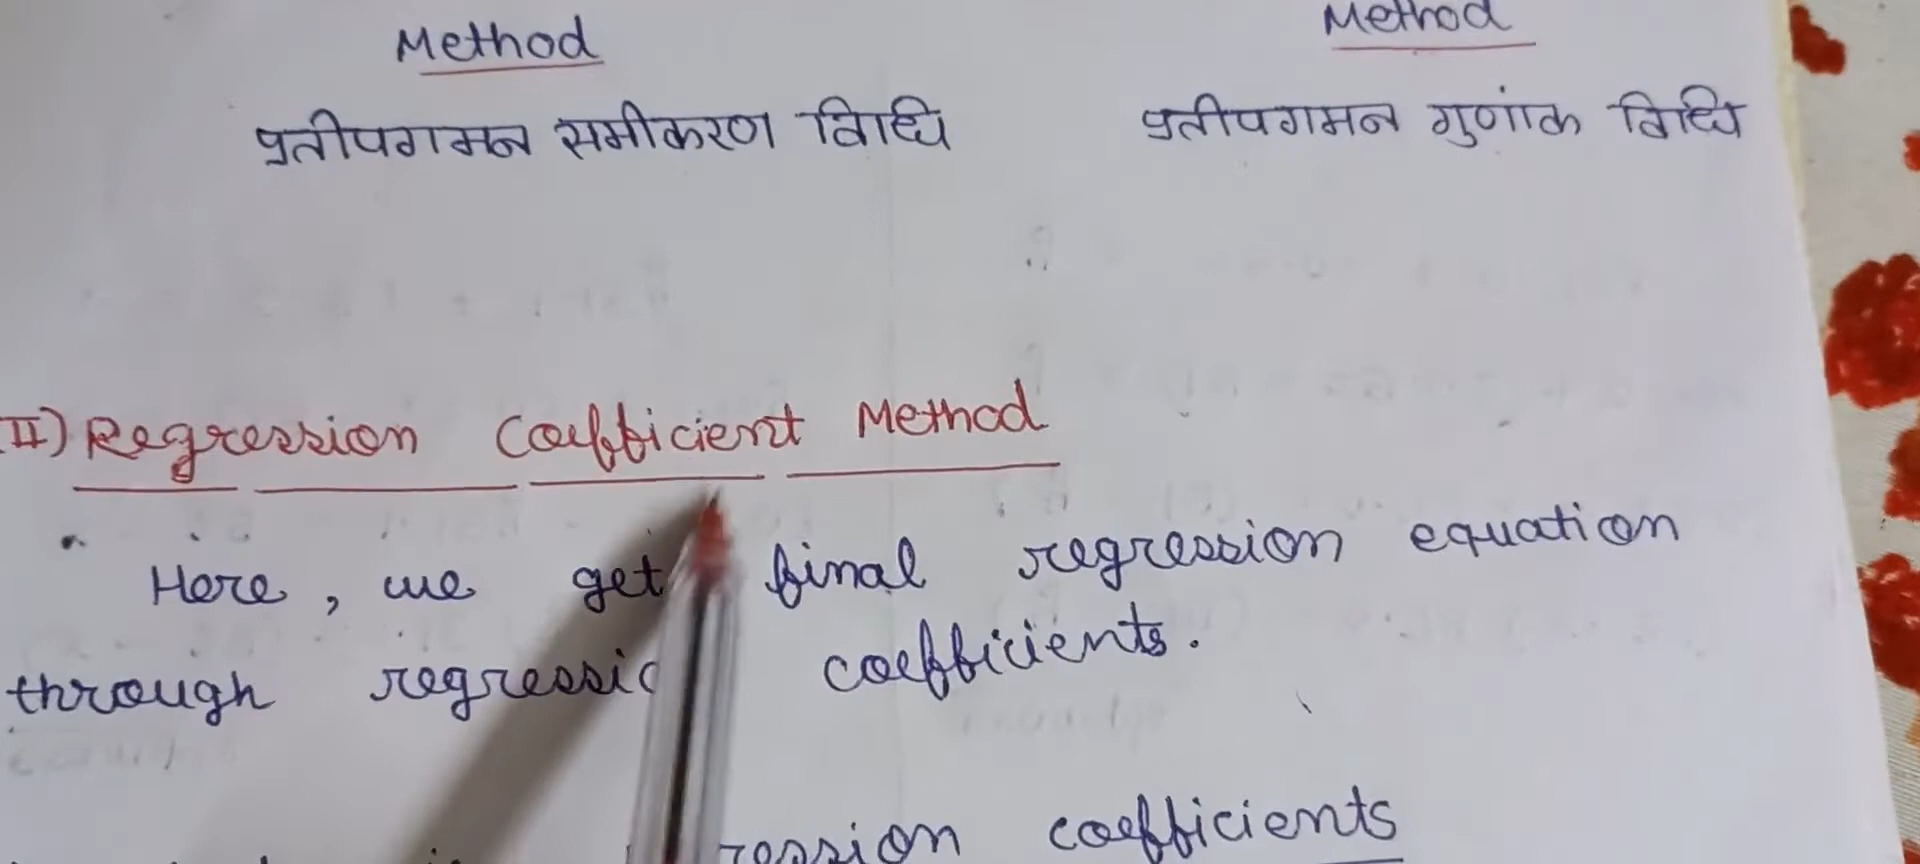 Method
Method
प्रतीपगमन समीकरण विधि
प्रतीपगमन गुणांक विधि
II) Regression Coefficient Method
Here, we get final regression equation
through coefficients.
coefficients